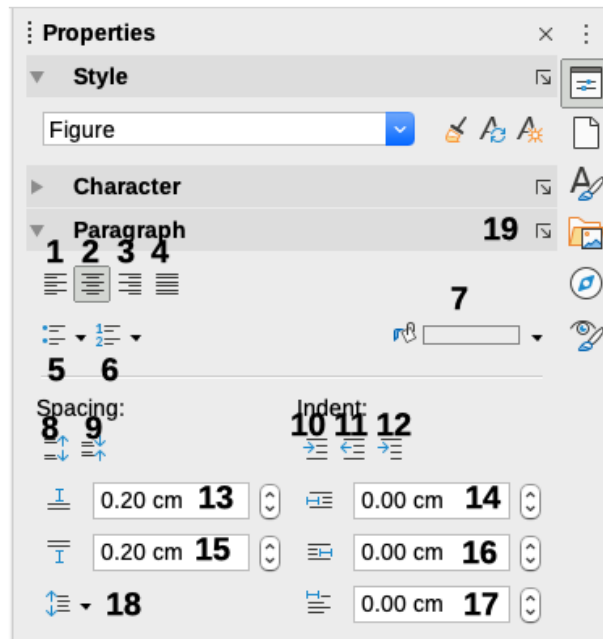 Properties
Style
Figure
Character
Paragraph 19
1 2 3 4
7
5 6
Spacing: Indent:
8 9 10 11 12
0.20 cm 13 0.00 cm 14
0.20 cm 15 0.00 cm 16
18 0.00 cm 17